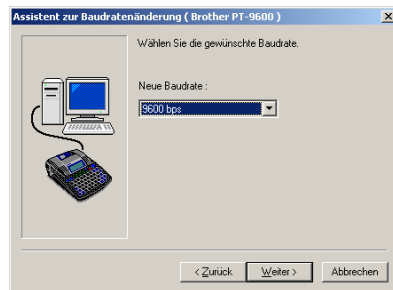 Assistent zur Baudratenänderung ( Brother PT-9600 )
Wählen Sie die gewünschte Baudrate.
Neue Baudrate :
9600 bps
< Zurück
Weiter >
Abbrechen